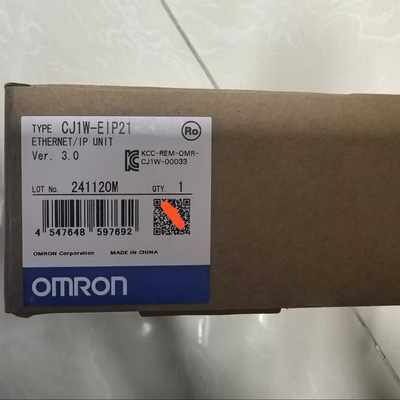 TYPE CJ1W-EIP21
Ro
ETHERNET/IP UNIT
Ver. 3.0
KCC-REM-OMR-
CJ1W-00033
LOT No. 241120M
QTY. 1
4 547648 597692
OMRON Corporation MADE IN CHINA
OMRON